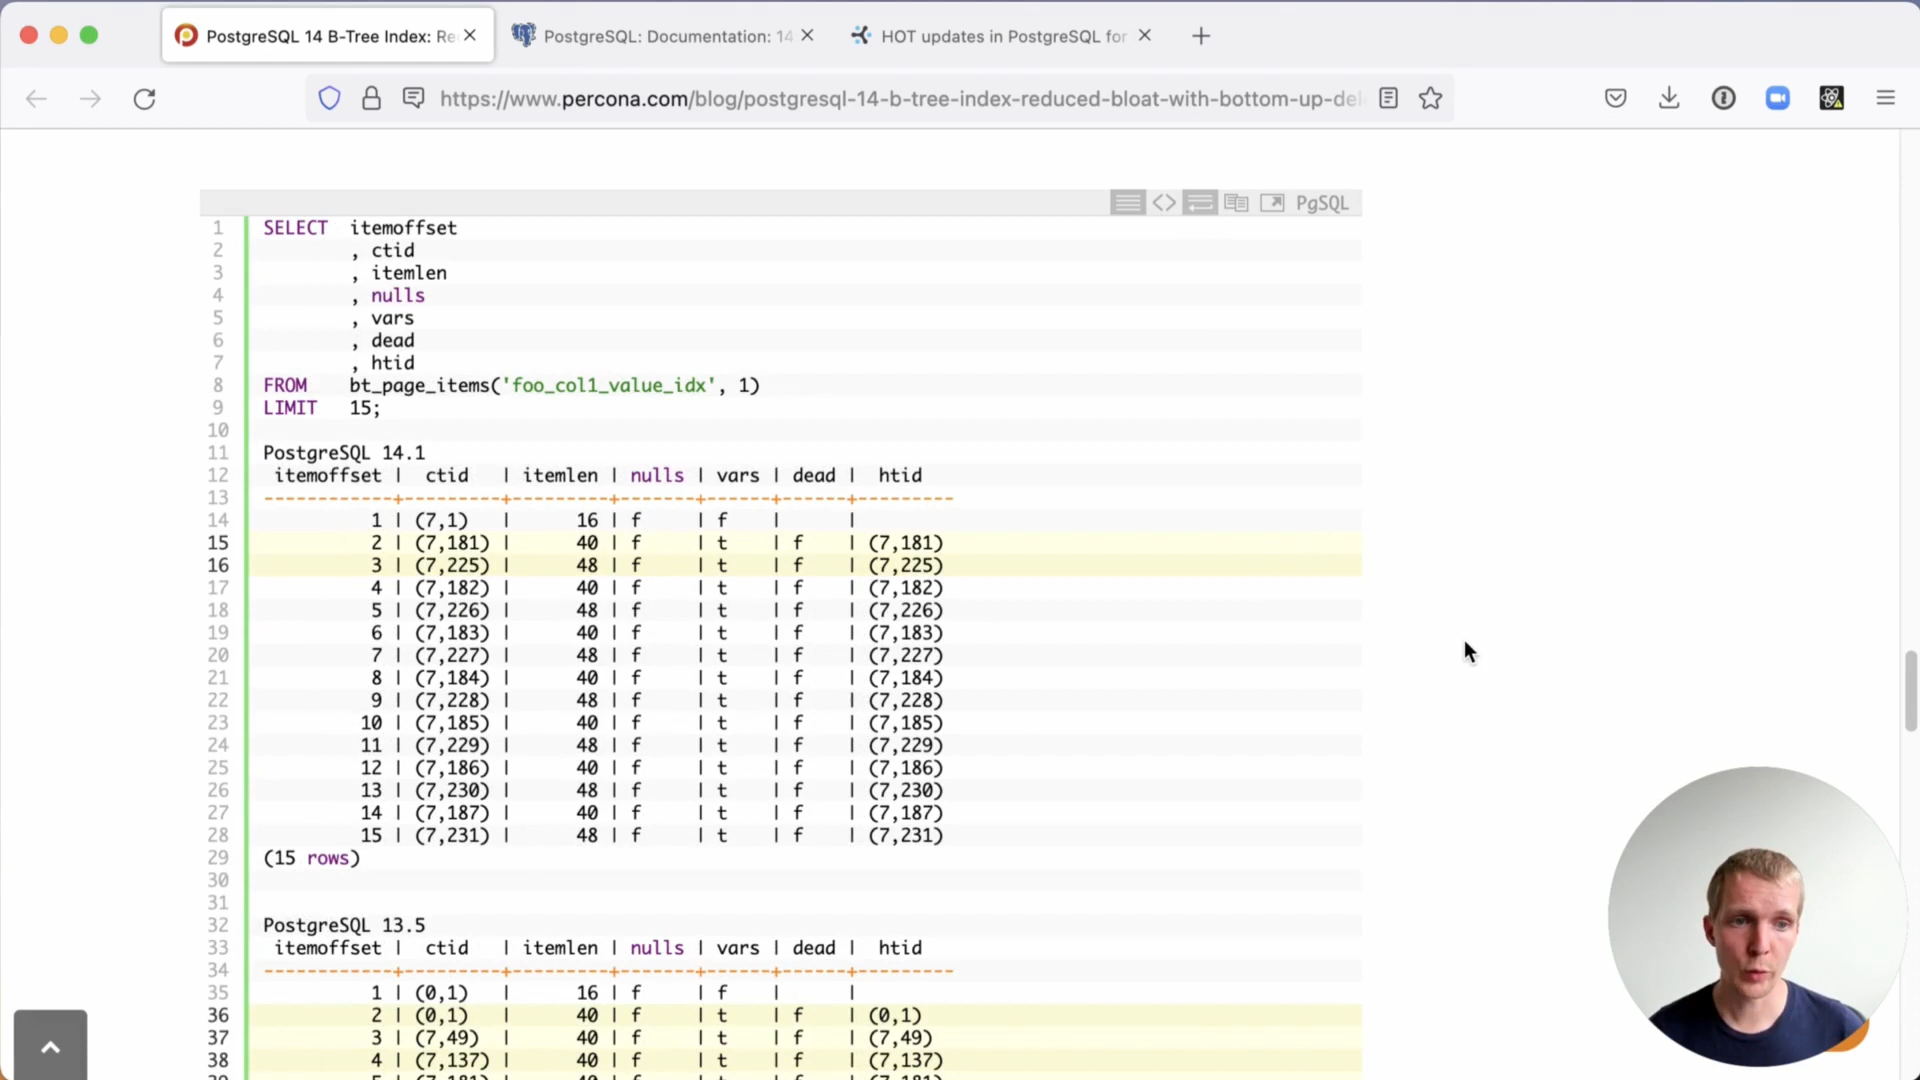 PostgreSQL 14 B-Tree Index: Re
PostgreSQL: Documentation: 14
HOT updates in PostgreSQL for
https://www.percona.com/blog/postgresql-14-b-tree-index-reduced-bloat-with-bottom-up-del
PgSQL
1 SELECT itemoffset
2 , ctid
3 , itemlen
4 , nulls
5 , vars
6 , dead
7 , htid
8 FROM bt_page_items('foo_col1_value_idx', 1)
9 LIMIT 15;
10
11 PostgreSQL 14.1
12 itemoffset | ctid | itemlen | nulls | vars | dead | htid
13 ------------+---------+---------+-------+------+------+---------
14 1 | (7,1) | 16 | f | f | |
15 2 | (7,181) | 40 | f | t | f | (7,181)
16 3 | (7,225) | 48 | f | t | f | (7,225)
17 4 | (7,182) | 40 | f | t | f | (7,182)
18 5 | (7,226) | 48 | f | t | f | (7,226)
19 6 | (7,183) | 40 | f | t | f | (7,183)
20 7 | (7,227) | 48 | f | t | f | (7,227)
21 8 | (7,184) | 40 | f | t | f | (7,184)
22 9 | (7,228) | 48 | f | t | f | (7,228)
23 10 | (7,185) | 40 | f | t | f | (7,185)
24 11 | (7,229) | 48 | f | t | f | (7,229)
25 12 | (7,186) | 40 | f | t | f | (7,186)
26 13 | (7,230) | 48 | f | t | f | (7,230)
27 14 | (7,187) | 40 | f | t | f | (7,187)
28 15 | (7,231) | 48 | f | t | f | (7,231)
29 (15 rows)
30
31
32 PostgreSQL 13.5
33 itemoffset | ctid | itemlen | nulls | vars | dead | htid
34 ------------+---------+---------+-------+------+------+---------
35 1 | (0,1) | 16 | f | f | |
36 2 | (0,1) | 40 | f | t | f | (0,1)
37 3 | (7,49) | 40 | f | t | f | (7,49)
38 4 | (7,137) | 40 | f | t | f | (7,137)